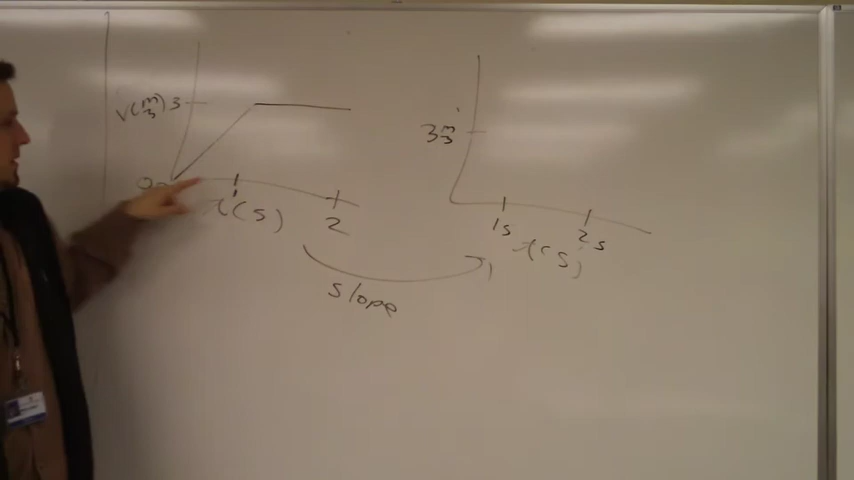 v(m/s) 3
0
1
2
t(s)
3 m/s
1s
2s
t(s)
slope